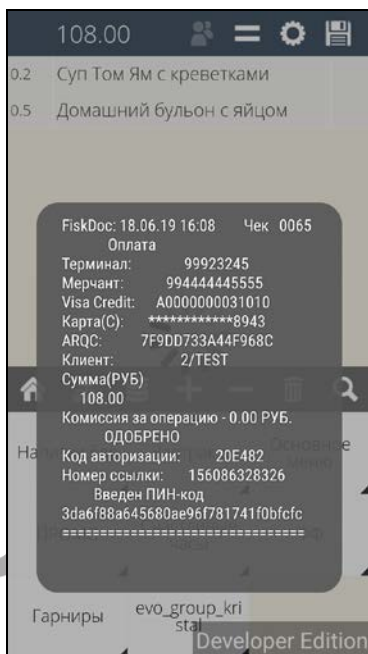 108.00
0.2 Суп Том Ям с креветками
0.5 Домашний бульон с яйцом
FiskDoc: 18.06.19 16:08 Чек 0065
Оплата
Терминал: 99923245
Мерчант: 994444445555
Visa Credit: A0000000031010
Карта(C): ************8943
ARQC: 7F9DD733A44F968C
Клиент: 2/TEST
Сумма(РУБ)
108.00
Комиссия за операцию - 0.00 РУБ.
ОДОБРЕНО
Код авторизации: 20E482
Номер ссылки: 156086328326
Введен ПИН-код
3da6f88a645680ae96f781741f0bfcfc
Основное
меню
Гарниры
evo_group_kri
stal
Developer Edition